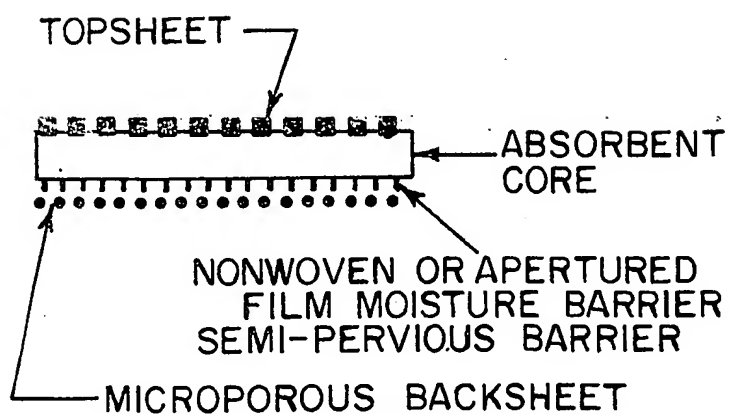 TOPSHEET
ABSORBENT
CORE
NONWOVEN OR APERTURED
FILM MOISTURE BARRIER
SEMI-PERVIOUS BARRIER
MICROPOROUS BACKSHEET